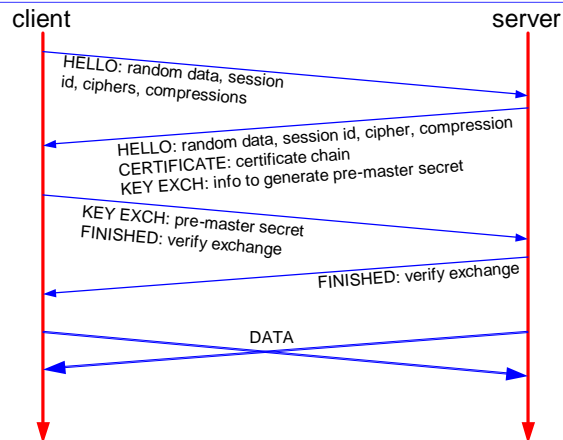 client
server
HELLO: random data, session
id, ciphers, compressions
HELLO: random data, session id, cipher, compression
CERTIFICATE: certificate chain
KEY EXCH: info to generate pre-master secret
KEY EXCH: pre-master secret
FINISHED: verify exchange
FINISHED: verify exchange
DATA